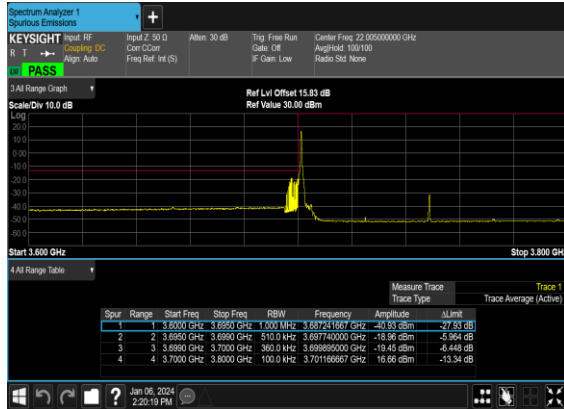 Spectrum Analyzer 1
Spurious Emissions
KEYSIGHT Input: RF Input Z: 50 Ω Atten: 30 dB Trig: Free Run Center Freq: 22.005000000 GHz
R T Coupling: DC Corr CCorr Gate: Off Avg|Hold: 100/100
Align: Auto Freq Ref: Int (S) IF Gain: Low Radio Std: None
PASS
3 All Range Graph
Ref Lvl Offset 15.83 dB
Scale/Div 10.0 dB Ref Value 30.00 dBm
Log
20.0
10.0
0.00
-10.0
-20.0
-30.0
-40.0
-50.0
-60.0
Start 3.600 GHz Stop 3.800 GH
4 All Range Table
Measure Trace Trace 1
Trace Type Trace Average (Active)
Spur Range Start Freq Stop Freq RBW Frequency Amplitude ΔLimit
1 1 3.6000 GHz 3.6950 GHz 1.000 MHz 3.687241667 GHz -40.93 dBm -27.93 dB
2 2 3.6950 GHz 3.6990 GHz 510.0 kHz 3.697740000 GHz -18.96 dBm -5.964 dB
3 3 3.6990 GHz 3.7000 GHz 360.0 kHz 3.699895000 GHz -19.45 dBm -6.448 dB
4 4 3.7000 GHz 3.8000 GHz 100.0 kHz 3.701166667 GHz 16.66 dBm -13.34 dB
Jan 06, 2024
2:20:19 PM